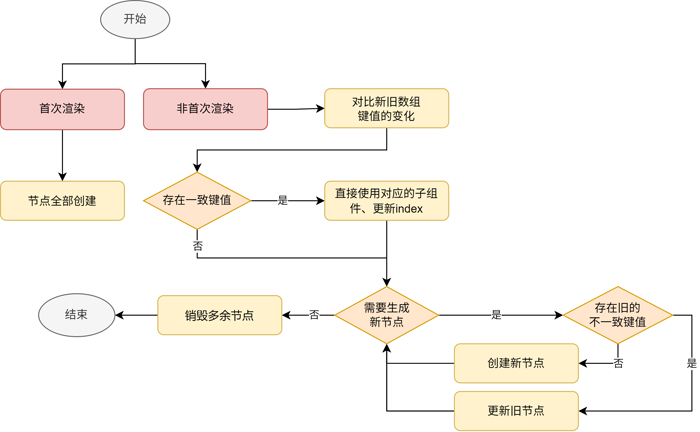 开始
首次渲染
非首次渲染
对比新旧数组
键值的变化
节点全部创建
存在一致键值
是
直接使用对应的子组
件、更新index
否
结束
销毁多余节点
否
需要生成
新节点
是
存在旧的
不一致键值
创建新节点
否
是
更新旧节点